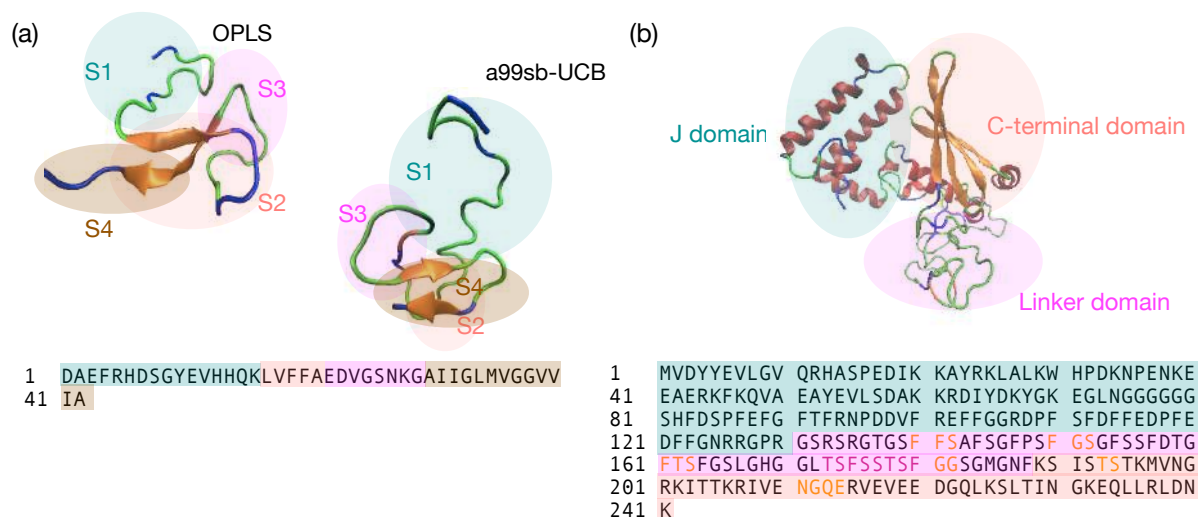 (a)
OPLS
S1
S3
S2
S4
a99sb-UCB
S1
S3
S4
S2
1 DAEFRHDSGYEVHHQKLVFFAEDVGSNKGAIIGLMVGGVV
41 IA
(b)
J domain
C-terminal domain
Linker domain
1 MVDYYEVLGV QRHASPEDIK KAYRKLALKW HPDKNPENKE
41 EAERKFKQVA EAYEVLSDAK KRDIYDKYGK EGLNGGGGGG
81 SHFDSPFEFG FTFRNPDDVF REFFGGRDPF SFDFFEDPFE
121 DFFGNRRGPR GSRSRGTGSF FSAFSGFPSF GSGFSSFDTG
161 FTSFGSLGHG GLTSFSSTSF GGSGMGNFKS ISTSTKMVNG
201 RKITTKRIVE NGQERVEVEE DGQLKSLTIN GKEQLLRLDN
241 K